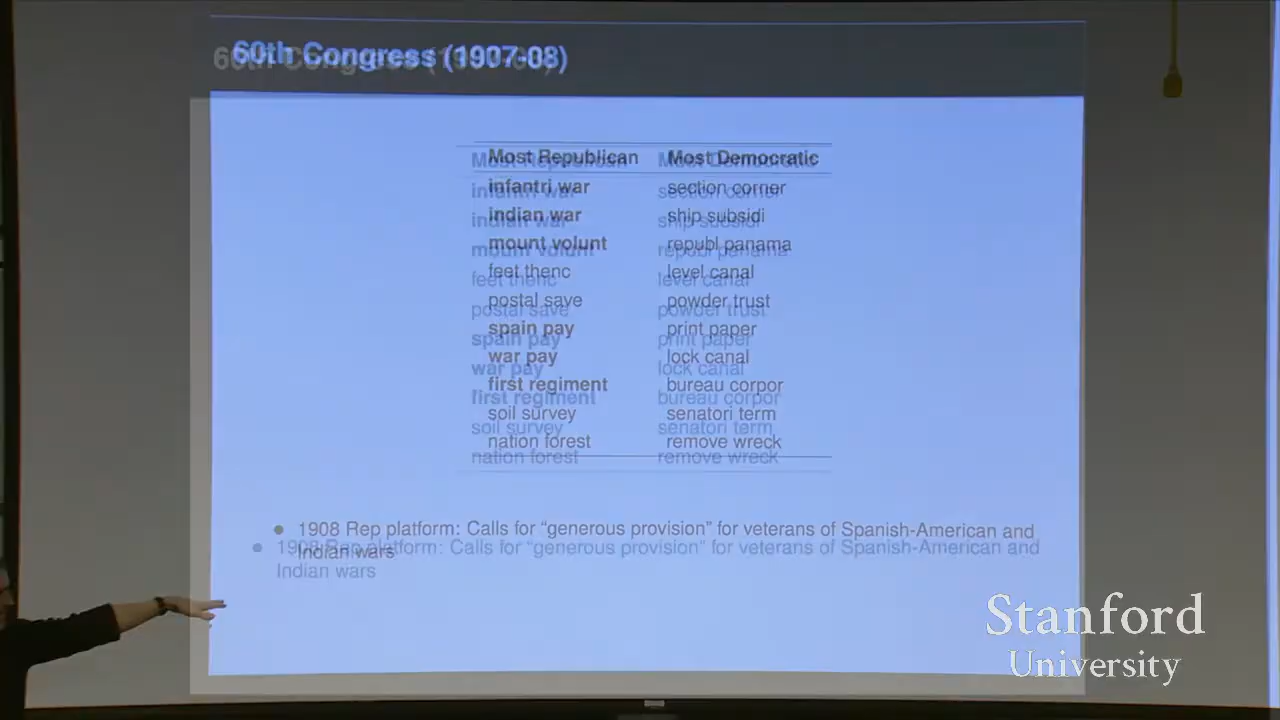 60th Congress (1907-08)
Most Republican Most Democratic
infantri war section corner
indian war ship subsidi
mount volunt republ panama
feet thenc level canal
postal save powder trust
spain pay print paper
war pay lock canal
first regiment bureau corpor
soil survey senatori term
nation forest remove wreck
• 1908 Rep platform: Calls for “generous provision” for veterans of Spanish-American and
Indian wars
Stanford
University